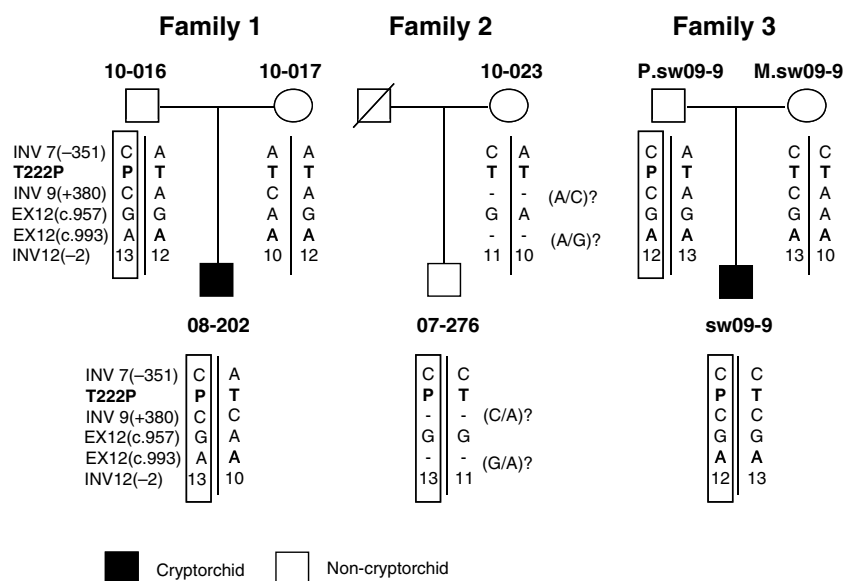 Family 1 Family 2 Family 3
10-016 10-017 10-023 P.sw09-9 M.sw09-9
INV 7(–351) C A A A C A C A C C
T222P P T T T T T P T T T
INV 9(+380) C A C A - - (A/C)? C A C A
EX12(c.957) G G A G G A G G G A
EX12(c.993) A A A A - - (A/G)? A A A A
INV12(–2) 13 12 10 12 11 10 12 13 13 10
08-202 07-276 sw09-9
INV 7(–351) C A C C C C
T222P P T P T P T
INV 9(+380) C C - - (C/A)? C C
EX12(c.957) G A G G G G
EX12(c.993) A A - - (G/A)? A A
INV12(–2) 13 10 13 11 12 13
Cryptorchid Non-cryptorchid